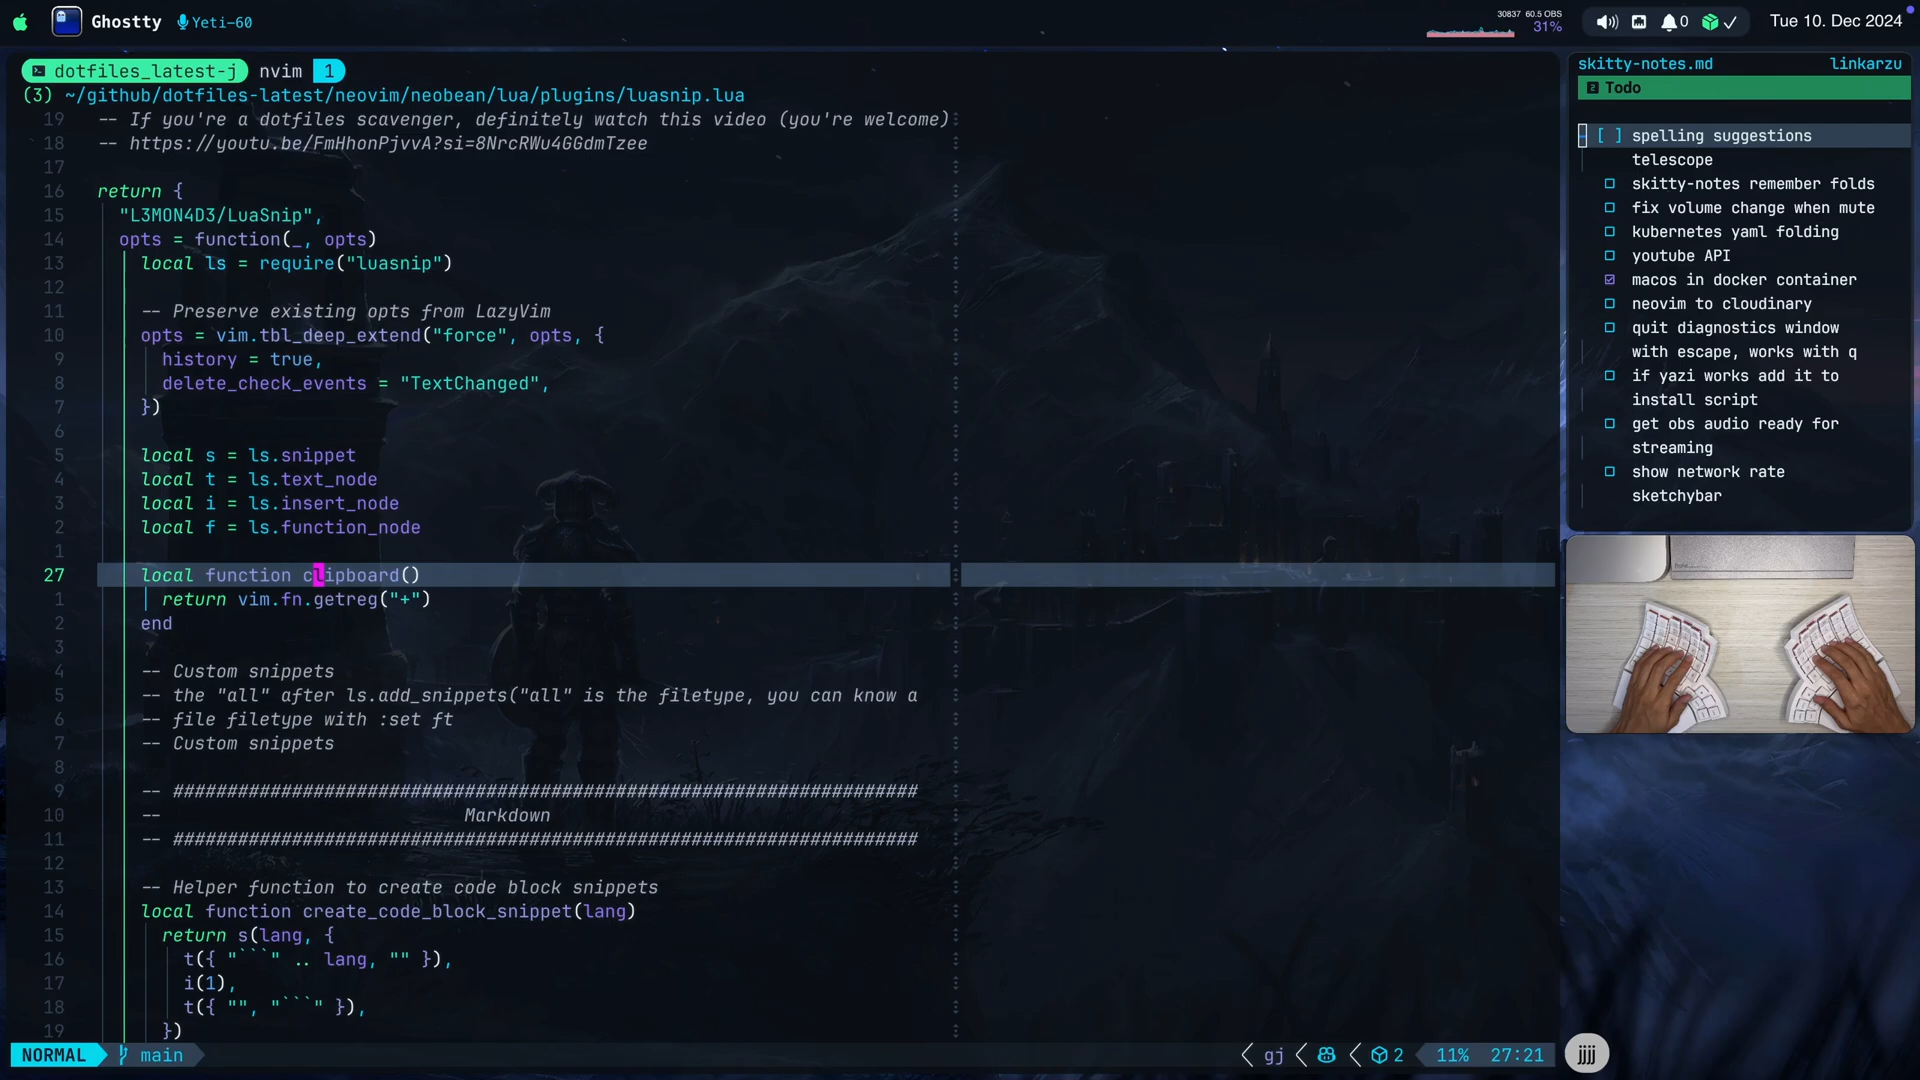 Ghostty Yeti-60
30837 60.5 OBS
31%
0
Tue 10. Dec 2024
dotfiles_latest-j nvim 1
(3) ~/github/dotfiles-latest/neovim/neobean/lua/plugins/luasnip.lua
19 -- If you're a dotfiles scavenger, definitely watch this video (you're welcome)
18 -- https://youtu.be/FmHhonPjvvA?si=8NrcRWu4GGdmTzee
17
16 return {
15 "L3MON4D3/LuaSnip",
14 opts = function(_, opts)
13 local ls = require("luasnip")
12
11 -- Preserve existing opts from LazyVim
10 opts = vim.tbl_deep_extend("force", opts, {
9 history = true,
8 delete_check_events = "TextChanged",
7 })
6
5 local s = ls.snippet
4 local t = ls.text_node
3 local i = ls.insert_node
2 local f = ls.function_node
1
27 local function clipboard()
1 return vim.fn.getreg("+")
2 end
3
4 -- Custom snippets
5 -- the "all" after ls.add_snippets("all" is the filetype, you can know a
6 -- file filetype with :set ft
7 -- Custom snippets
8
9 -- #####################################################################
10 -- Markdown
11 -- #####################################################################
12
13 -- Helper function to create code block snippets
14 local function create_code_block_snippet(lang)
15 return s(lang, {
16 t({ "```" .. lang, "" }),
17 i(1),
18 t({ "", "```" }),
19 })
NORMAL main
gj 2 11% 27:21
jjjj
skitty-notes.md linkarzu
2 Todo
- [ ] spelling suggestions
telescope
skitty-notes remember folds
fix volume change when mute
kubernetes yaml folding
youtube API
macos in docker container
neovim to cloudinary
quit diagnostics window
with escape, works with q
if yazi works add it to
install script
get obs audio ready for
streaming
show network rate
sketchybar